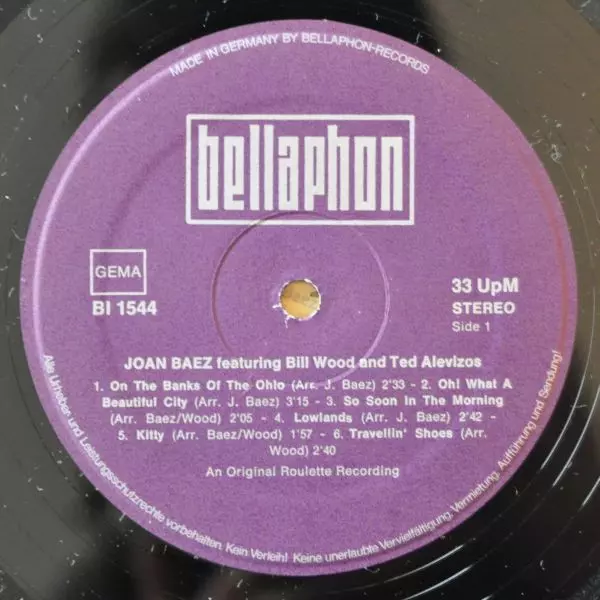 MADE IN GERMANY BY BELLAPHON-RECORDS
bellaphon
GEMA
BI 1544
33 UpM
STEREO
Side 1
JOAN BAEZ featuring Bill Wood and Ted Alevizos
1. On The Banks Of The Ohio (Arr. J. Baez) 2'33 - 2. Oh! What A
Beautiful City (Arr. J. Baez) 3'15 - 3. So Soon In The Morning
(Arr. Baez/Wood) 2'05 - 4. Lowlands (Arr. J. Baez) 2'42 -
5. Kitty (Arr. Baez/Wood) 1'57 - 6. Travellin' Shoes (Arr.
Wood) 2'40
An Original Roulette Recording
Alle Urheber- und Leistungsschutzrechte vorbehalten. Kein Verleih! Keine unerlaubte Vervielfältigung, Vermietung, Aufführung und Sendung!